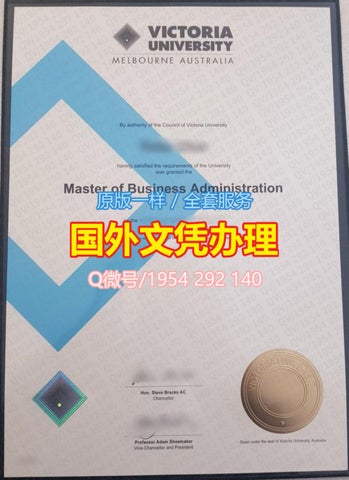 VICTORIA
UNIVERSITY
MELBOURNE AUSTRALIA
By authority of the Council of Victoria University
having satisfied the requirements of the University
was granted the
Master of Business Administration
原版一样 / 全套服务
国外文凭办理
Q微号/1954 292 140
Hon. Steve Bracks AC
Chancellor
Professor Adam Shoemaker
Vice-Chancellor and President
VICTORIA UNIVERSITY
Given under the seal of Victoria University, Australia